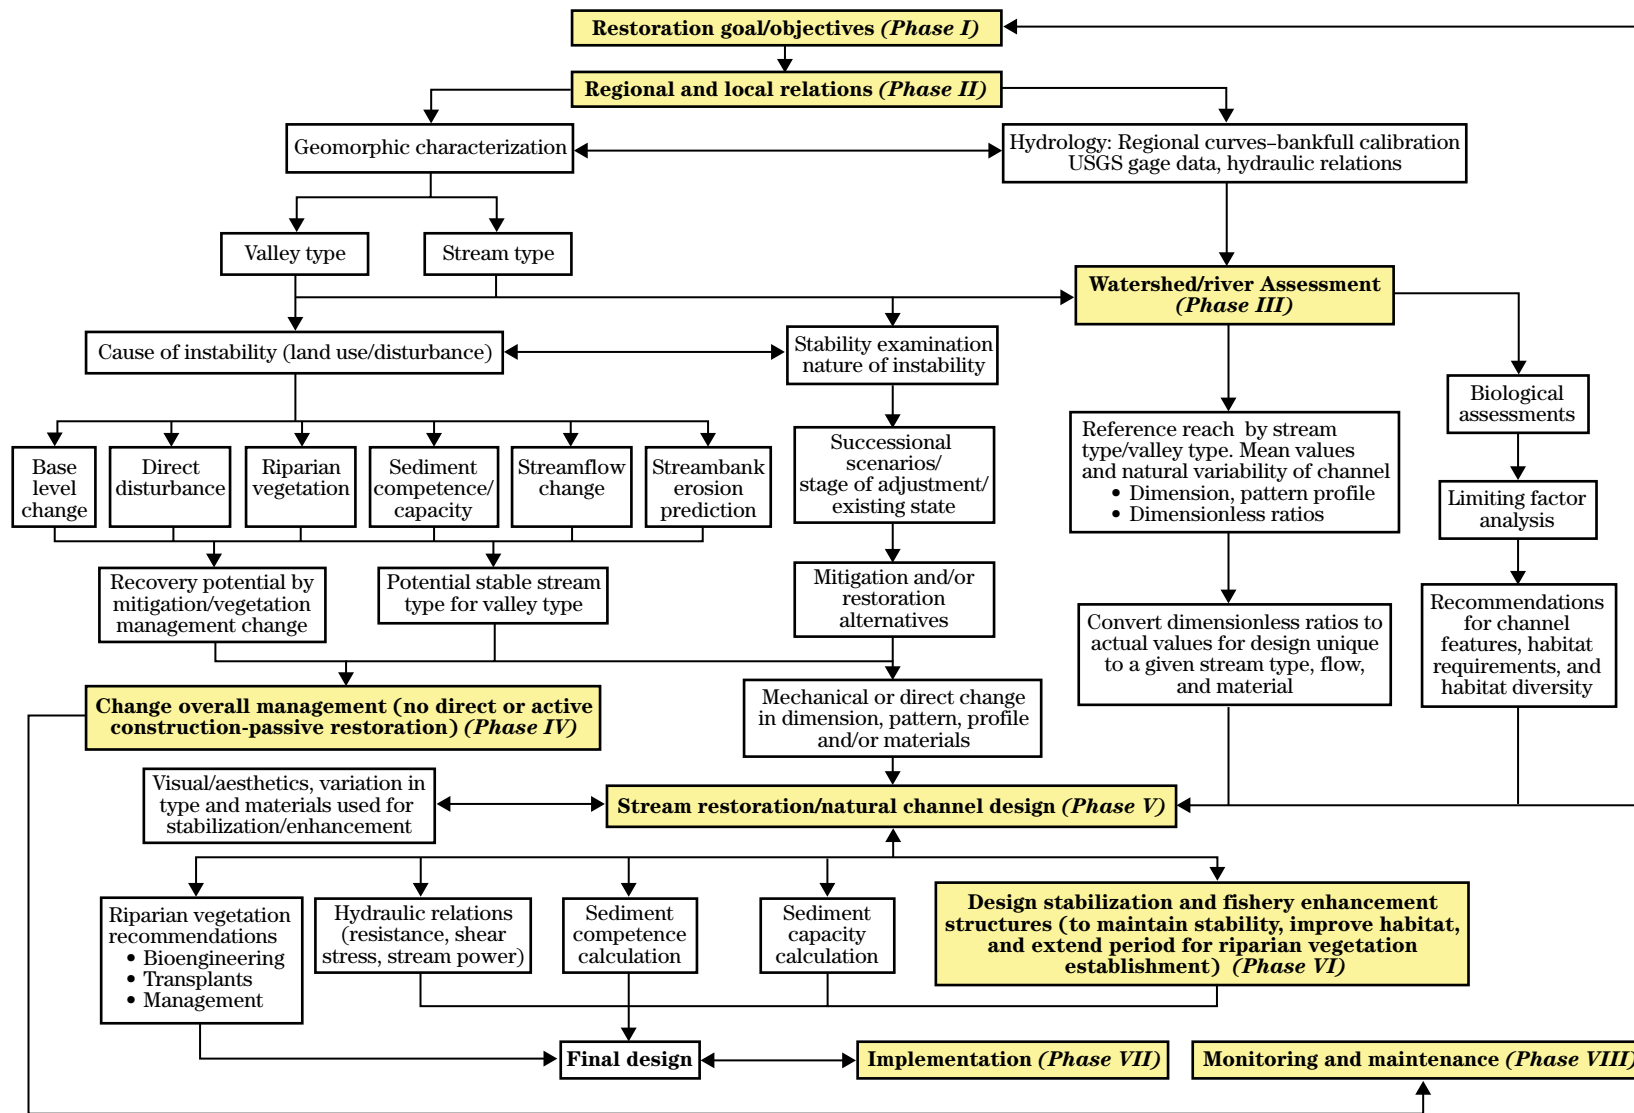 Restoration goal/objectives (Phase I)
Regional and local relations (Phase II)
Geomorphic characterization
Hydrology: Regional curves–bankfull calibration
USGS gage data, hydraulic relations
Valley type
Stream type
Watershed/river Assessment
(Phase III)
Cause of instability (land use/disturbance)
Stability examination
nature of instability
Biological
assessments
Base
level
change
Direct
disturbance
Riparian
vegetation
Sediment
competence/
capacity
Streamflow
change
Streambank
erosion
prediction
Successional
scenarios/
stage of adjustment/
existing state
Reference reach by stream
type/valley type. Mean values
and natural variability of channel
• Dimension, pattern profile
• Dimensionless ratios
Limiting factor
analysis
Recovery potential by
mitigation/vegetation
management change
Potential stable stream
type for valley type
Mitigation and/or
restoration
alternatives
Convert dimensionless ratios to
actual values for design unique
to a given stream type, flow,
and material
Recommendations
for channel
features, habitat
requirements, and
habitat diversity
Change overall management (no direct or active
construction-passive restoration) (Phase IV)
Mechanical or direct change
in dimension, pattern, profile
and/or materials
Visual/aesthetics, variation in
type and materials used for
stabilization/enhancement
Stream restoration/natural channel design (Phase V)
Riparian vegetation
recommendations
• Bioengineering
• Transplants
• Management
Hydraulic relations
(resistance, shear
stress, stream power)
Sediment
competence
calculation
Sediment
capacity
calculation
Design stabilization and fishery enhancement
structures (to maintain stability, improve habitat,
and extend period for riparian vegetation
establishment) (Phase VI)
Final design
Implementation (Phase VII)
Monitoring and maintenance (Phase VIII)